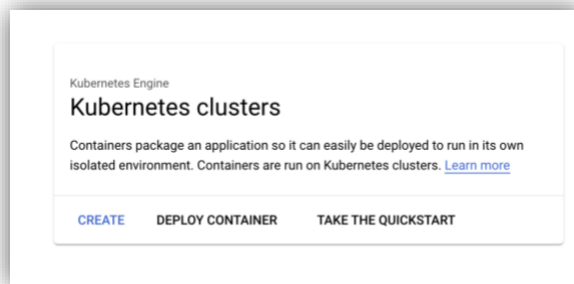 Kubernetes Engine
Kubernetes clusters
Containers package an application so it can easily be deployed to run in its own
isolated environment. Containers are run on Kubernetes clusters. Learn more
CREATE DEPLOY CONTAINER TAKE THE QUICKSTART